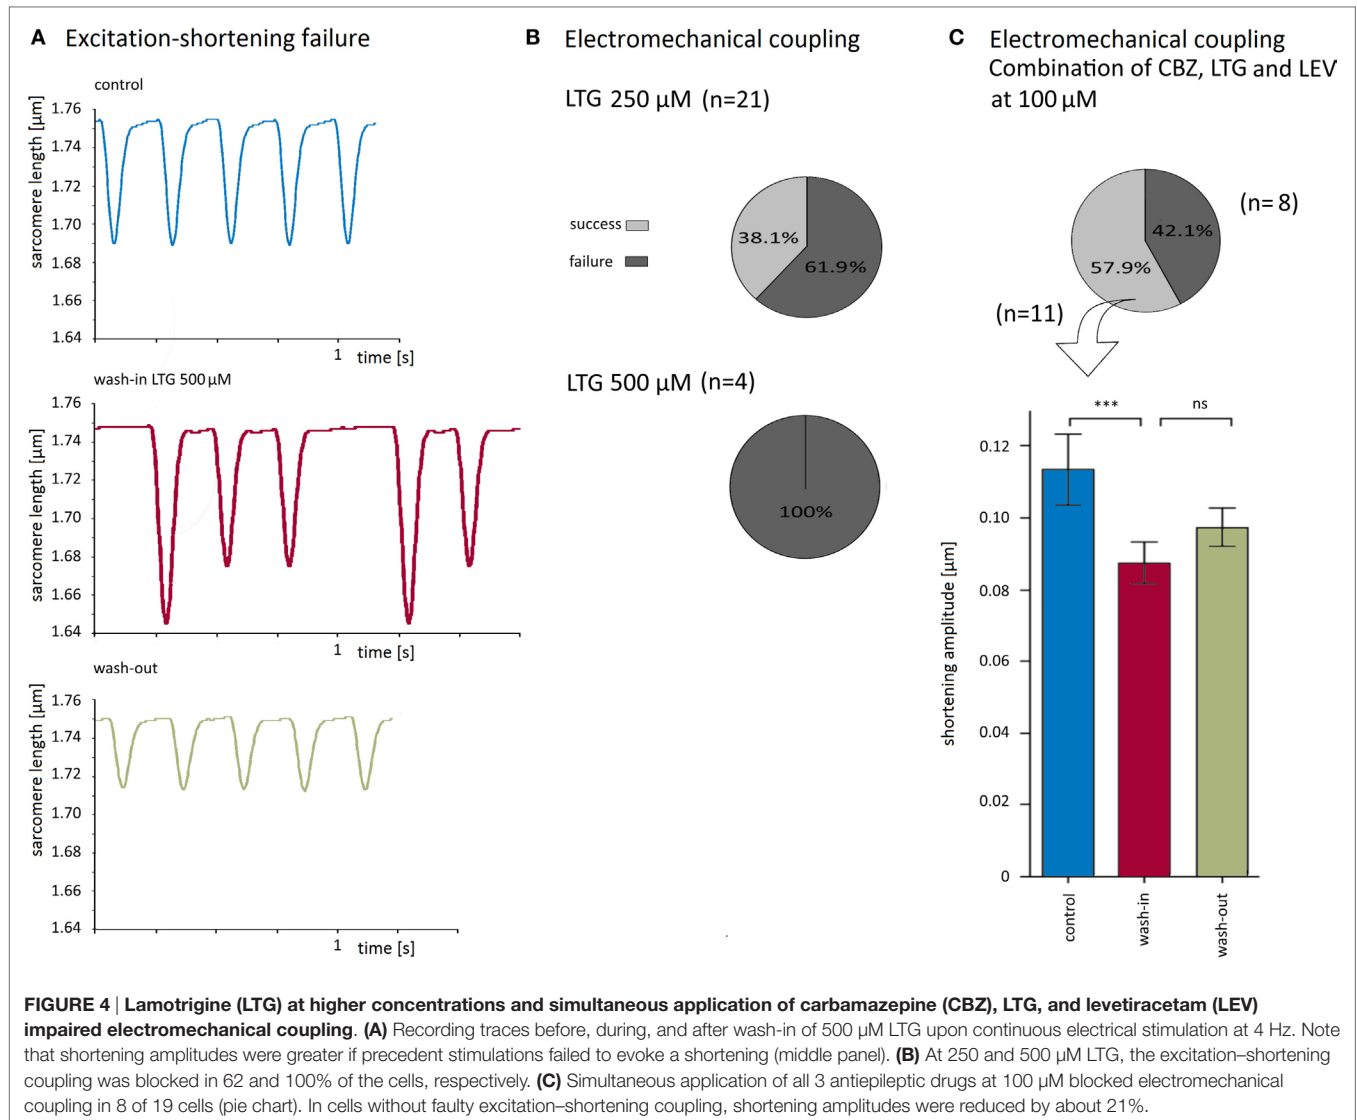 A Excitation-shortening failure
control
sarcomere length [µm]
1.76
1.74
1.72
1.70
1.68
1.66
1.64
1 time [s]
wash-in LTG 500 µM
sarcomere length [µm]
1.76
1.74
1.72
1.70
1.68
1.66
1.64
1 time [s]
wash-out
sarcomere length [µm]
1.76
1.74
1.72
1.70
1.68
1.66
1.64
1 time [s]
B Electromechanical coupling
LTG 250 µM (n=21)
success
failure
38.1%
61.9%
LTG 500 µM (n=4)
100%
C Electromechanical coupling
Combination of CBZ, LTG and LEV
at 100 µM
(n= 8)
42.1%
57.9%
(n=11)
*** ns
shortening amplitude [µm]
0.12
0.10
0.08
0.06
0.04
0.02
0
control
wash-in
wash-out
FIGURE 4 | Lamotrigine (LTG) at higher concentrations and simultaneous application of carbamazepine (CBZ), LTG, and levetiracetam (LEV)
impaired electromechanical coupling. (A) Recording traces before, during, and after wash-in of 500 µM LTG upon continuous electrical stimulation at 4 Hz. Note
that shortening amplitudes were greater if precedent stimulations failed to evoke a shortening (middle panel). (B) At 250 and 500 µM LTG, the excitation–shortening
coupling was blocked in 62 and 100% of the cells, respectively. (C) Simultaneous application of all 3 antiepileptic drugs at 100 µM blocked electromechanical
coupling in 8 of 19 cells (pie chart). In cells without faulty excitation–shortening coupling, shortening amplitudes were reduced by about 21%.